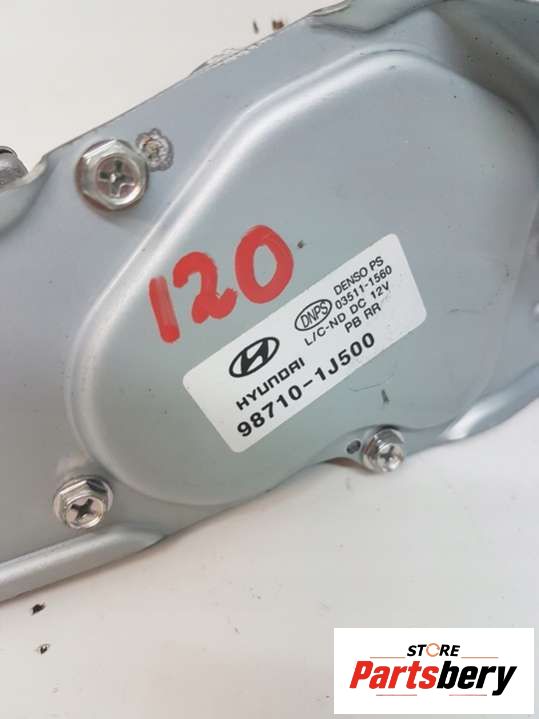 120
DNPS
DENSO PS
03511-1560
L/C-ND DC 12V
PB RR
HYUNDAI
98710-1J500
STORE
Partsbery